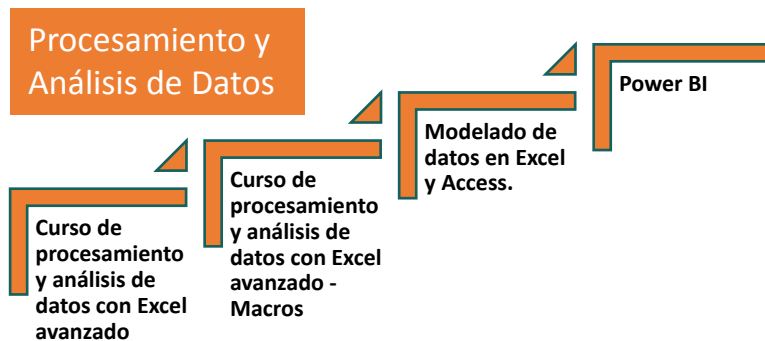 Procesamiento y
Análisis de Datos
Curso de
procesamiento
y análisis de
datos con Excel
avanzado
Curso de
procesamiento
y análisis de
datos con Excel
avanzado -
Macros
Modelado de
datos en Excel
y Access.
Power BI